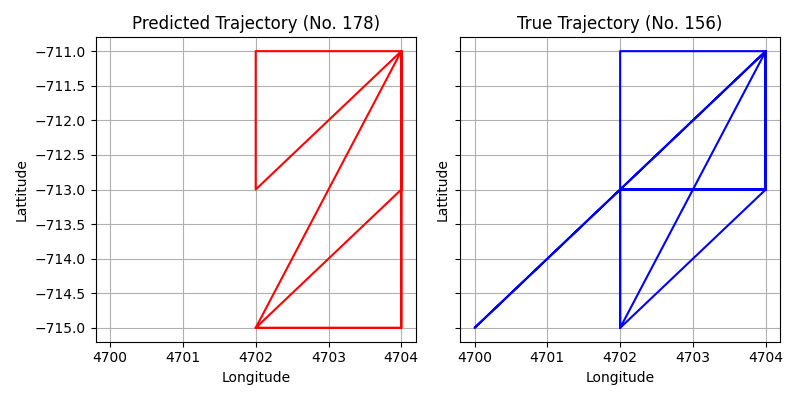 Predicted Trajectory (No. 178)
True Trajectory (No. 156)
−711.0
−711.5
−712.0
−712.5
−713.0
−713.5
−714.0
−714.5
−715.0
Lattitude
Lattitude
4700 4701 4702 4703 4704
4700 4701 4702 4703 4704
Longitude
Longitude